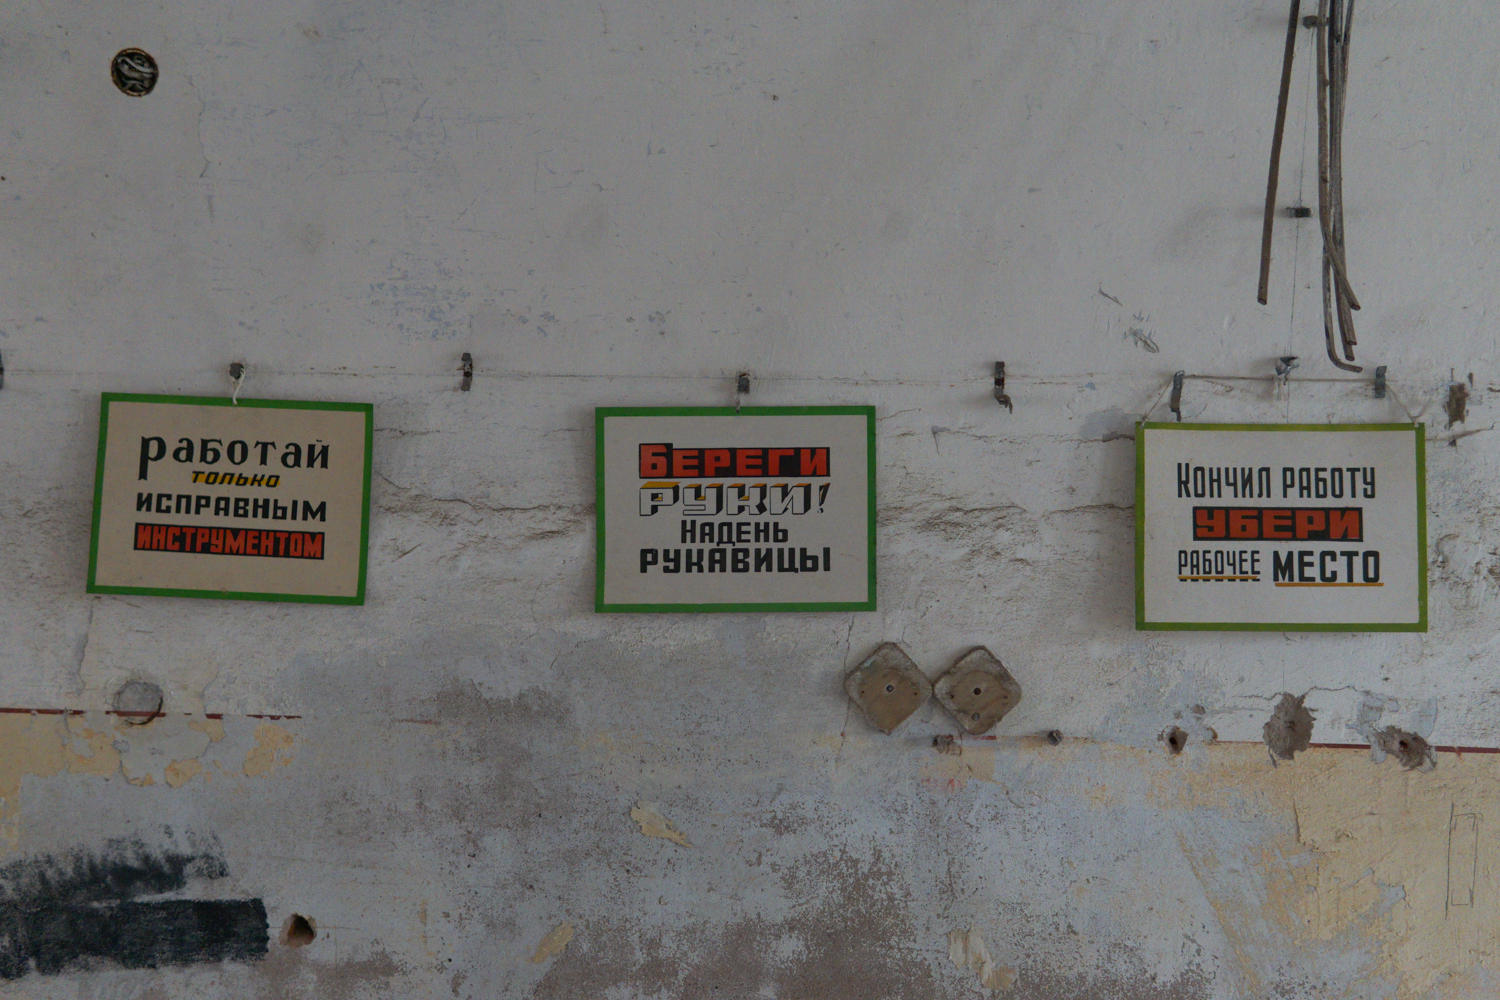 работай
только
исправным
инструментом
Береги
руки!
Надень
рукавицы
Кончил работу
убери
рабочее место